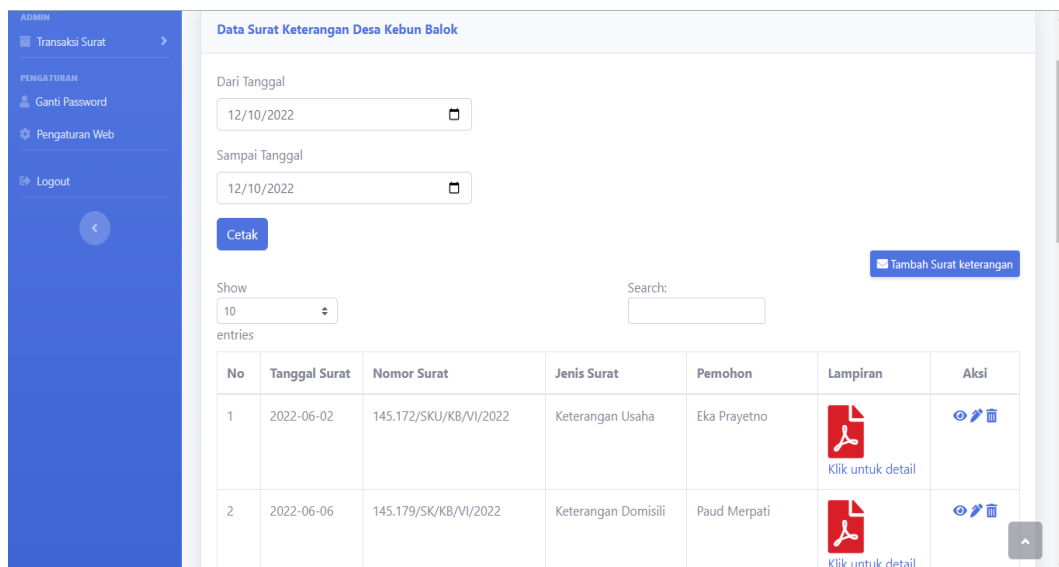 ADMIN
Transaksi Surat
PENGATURAN
Ganti Password
Pengaturan Web
Logout
Data Surat Keterangan Desa Kebun Balok
Dari Tanggal
12/10/2022
Sampai Tanggal
12/10/2022
Cetak
Tambah Surat keterangan
Show
10
entries
Search:
No Tanggal Surat Nomor Surat Jenis Surat Pemohon Lampiran Aksi
1 2022-06-02 145.172/SKU/KB/VI/2022 Keterangan Usaha Eka Prayetno
Klik untuk detail
2 2022-06-06 145.179/SK/KB/VI/2022 Keterangan Domisili Paud Merpati
Klik untuk detail